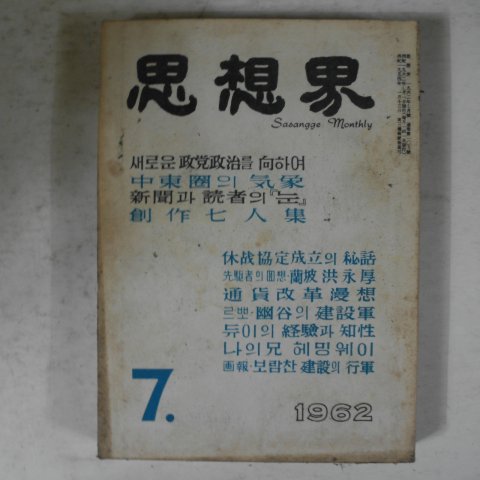 思想界
Sasangge Monthly
새로운 政党政治를 向하여
中東圈의 気象
新聞과 読者의『눈』
創作七人集
休战協定成立의 秘話
先駆者의 回想·蘭坡 洪永厚
通貨改革漫想
르뽀·幽谷의 建設軍
듀이의 経驗과 知性
나의兄 헤밍웨이
画報·보람찬 建設의 行軍
7.
1962